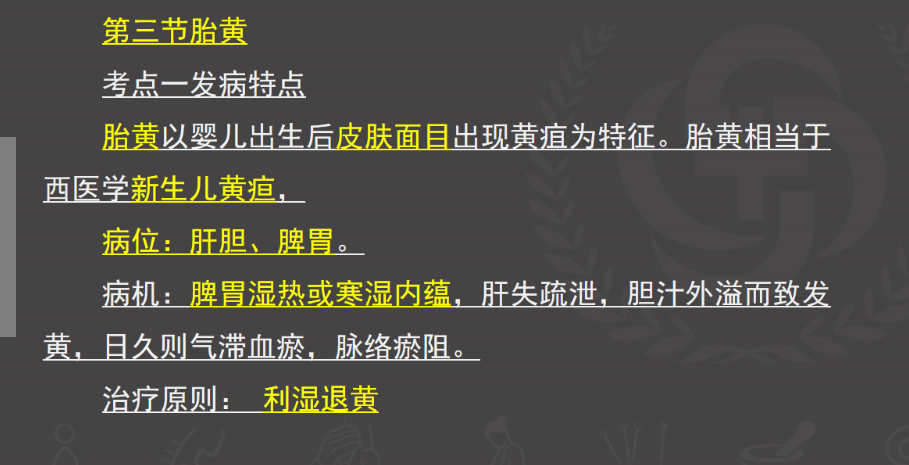 第三节胎黄
考点一发病特点
胎黄以婴儿出生后皮肤面目出现黄疸为特征。胎黄相当于
西医学新生儿黄疸，
病位：肝胆、脾胃。
病机：脾胃湿热或寒湿内蕴，肝失疏泄，胆汁外溢而致发
黄，日久则气滞血瘀，脉络瘀阻。
治疗原则： 利湿退黄